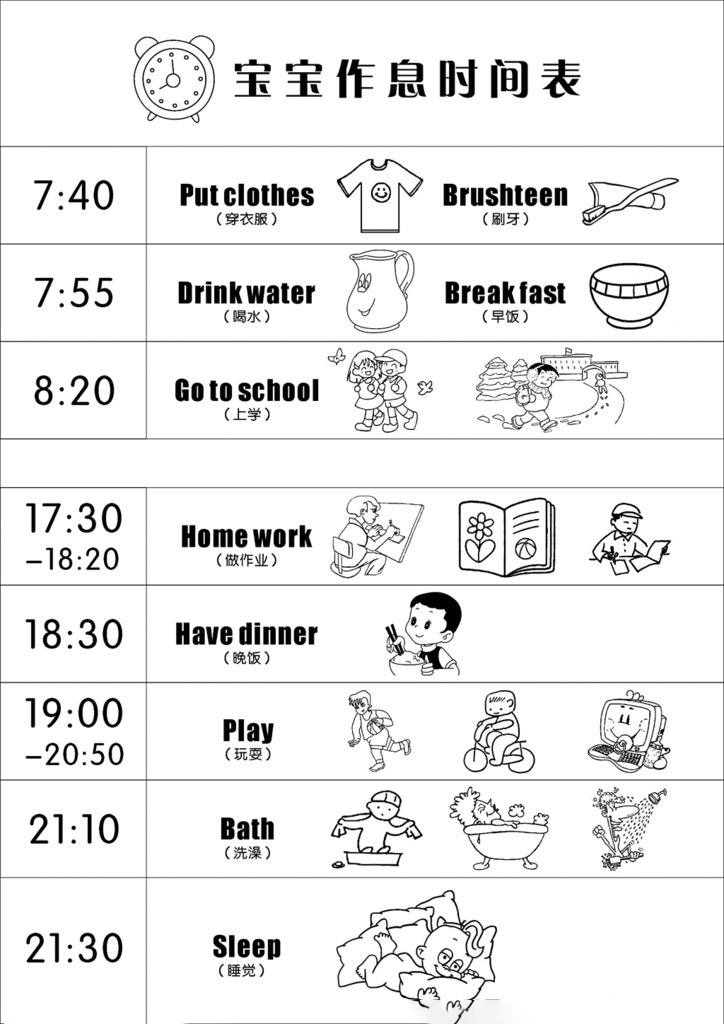 宝宝作息时间表
7:40 Put clothes Brushteen
（穿衣服） （刷牙）
7:55 Drink water Break fast
（喝水） （早饭）
8:20 Go to school
（上学）
17:30
–18:20 Home work
（做作业）
18:30 Have dinner
（晚饭）
19:00
–20:50 Play
（玩耍）
21:10 Bath
（洗澡）
21:30 Sleep
（睡觉）